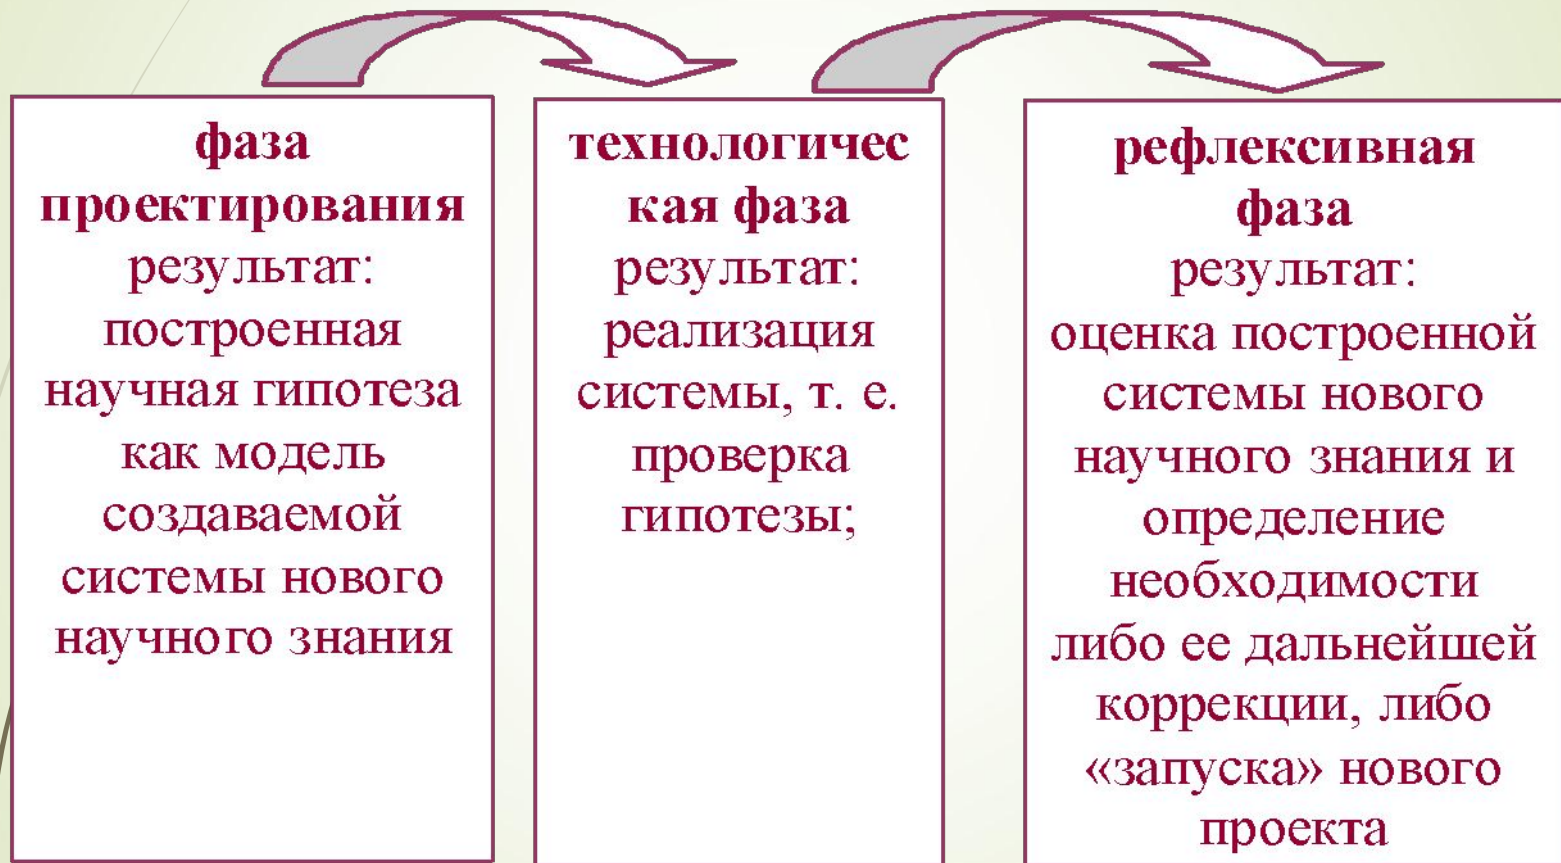 фаза
проектирования
результат:
построенная
научная гипотеза
как модель
создаваемой
системы нового
научного знания
технологичес
кая фаза
результат:
реализация
системы, т. е.
проверка
гипотезы;
рефлексивная
фаза
результат:
оценка построенной
системы нового
научного знания и
определение
необходимости
либо ее дальнейшей
коррекции, либо
«запуска» нового
проекта